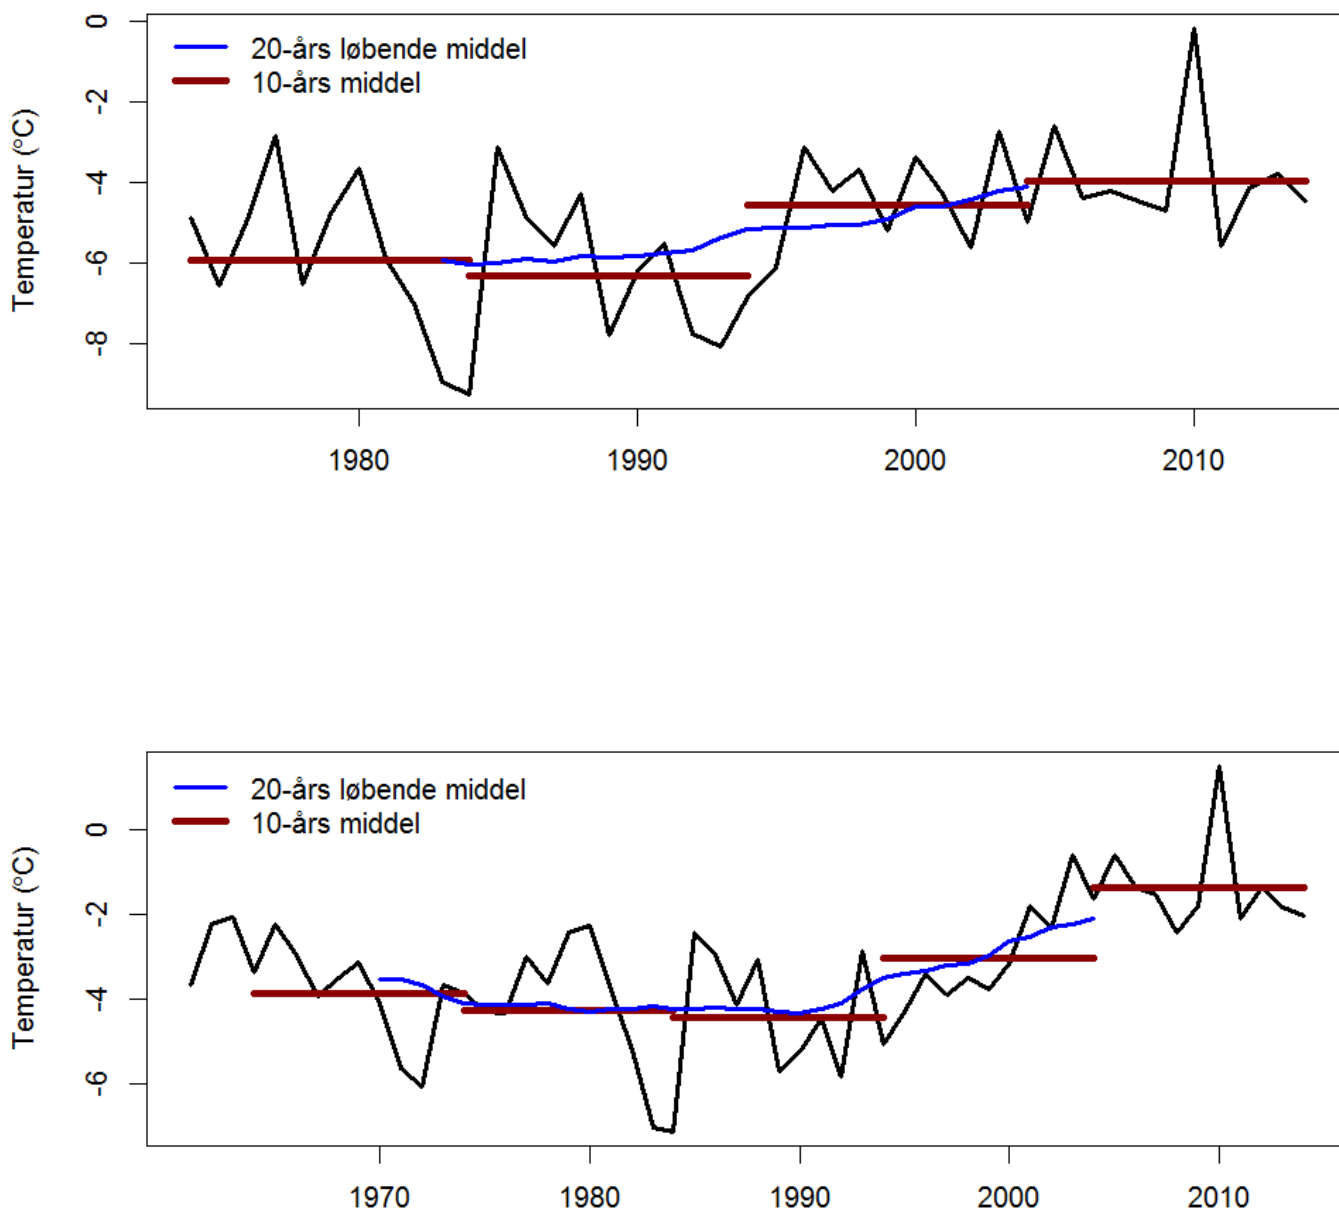 20-års løbende middel
10-års middel
Temperatur (°C)
0
-2
-4
-6
-8
1980 1990 2000 2010
20-års løbende middel
10-års middel
Temperatur (°C)
0
-2
-4
-6
1970 1980 1990 2000 2010